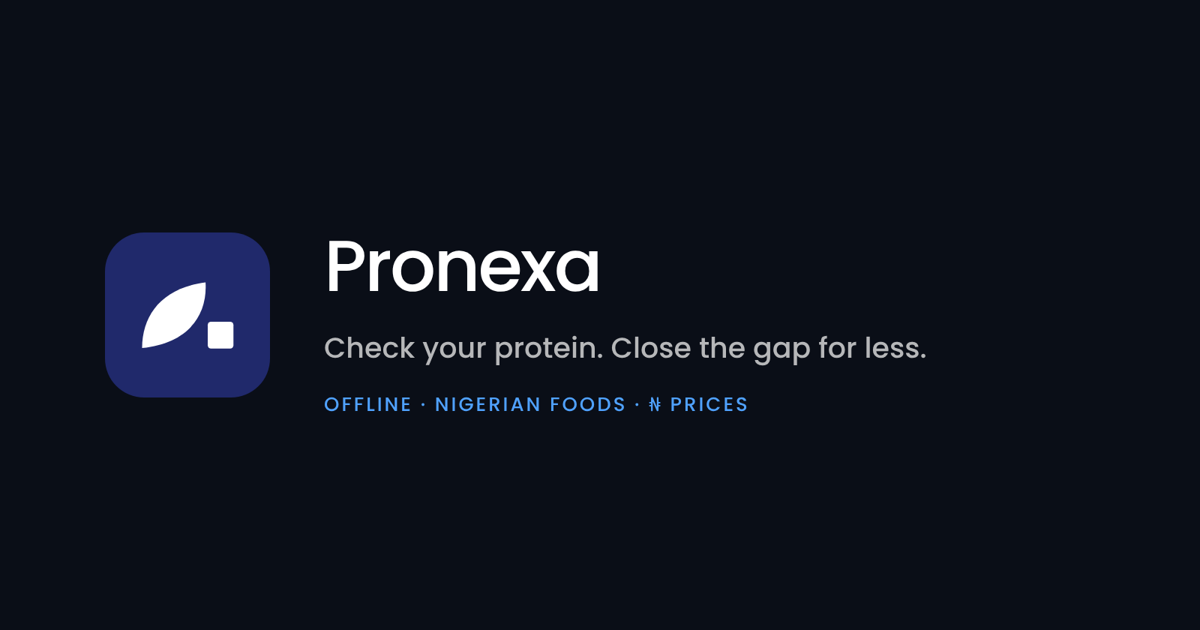 Pronexa
Check your protein. Close the gap for less.
OFFLINE · NIGERIAN FOODS · ₦ PRICES